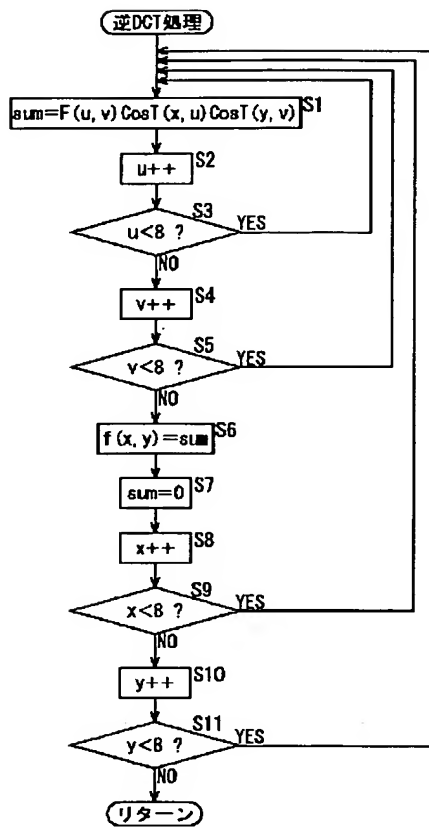 逆DCT処理
S1
sum=F(u,v)CosT(x,u)CosT(y,v)
S2
u++
S3
u<8 ?
YES
NO
S4
v++
S5
v<8 ?
YES
NO
S6
f(x,y)=sum
S7
sum=0
S8
x++
S9
x<8 ?
YES
NO
S10
y++
S11
y<8 ?
YES
NO
リターン